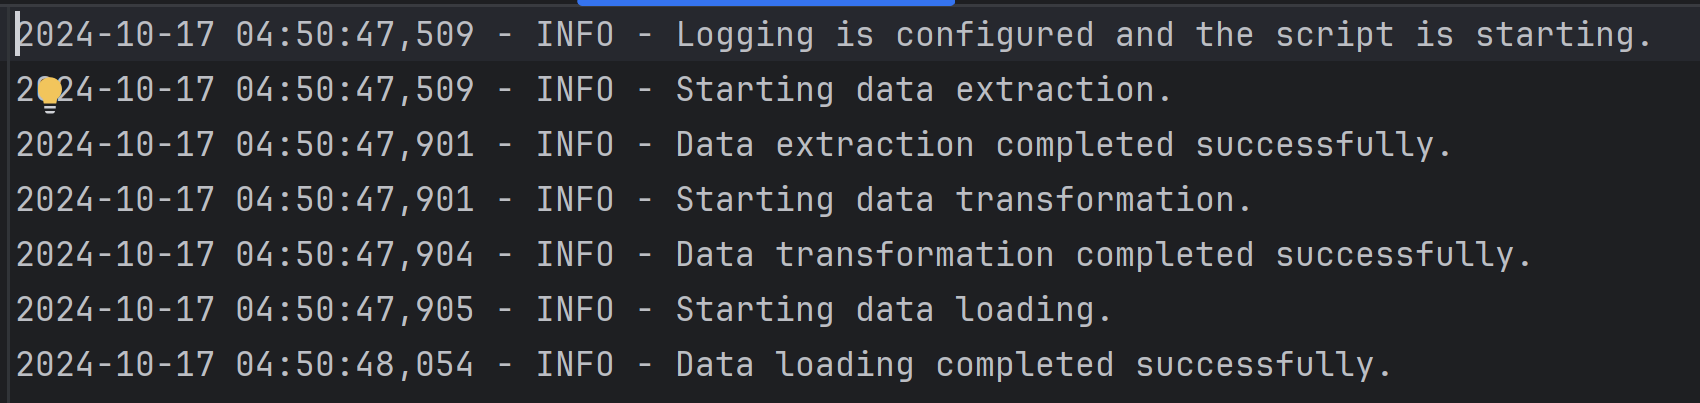 2024-10-17 04:50:47,509 - INFO - Logging is configured and the script is starting.
2024-10-17 04:50:47,509 - INFO - Starting data extraction.
2024-10-17 04:50:47,901 - INFO - Data extraction completed successfully.
2024-10-17 04:50:47,901 - INFO - Starting data transformation.
2024-10-17 04:50:47,904 - INFO - Data transformation completed successfully.
2024-10-17 04:50:47,905 - INFO - Starting data loading.
2024-10-17 04:50:48,054 - INFO - Data loading completed successfully.